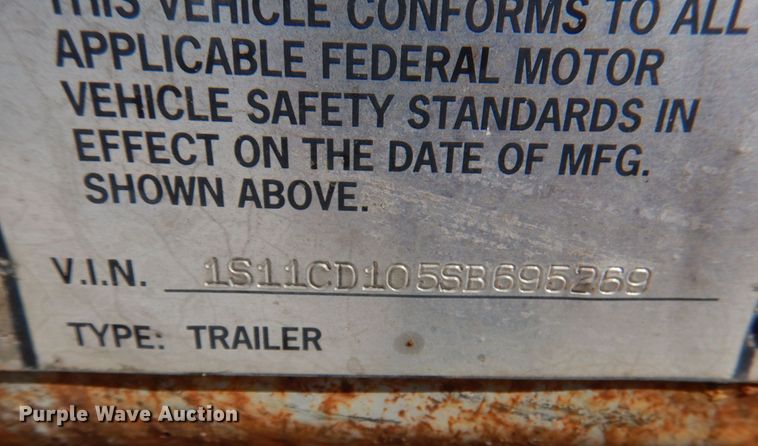 THIS VEHICLE CONFORMS TO ALL
APPLICABLE FEDERAL MOTOR
VEHICLE SAFETY STANDARDS IN
EFFECT ON THE DATE OF MFG.
SHOWN ABOVE.
V.I.N. 1S11CD105SB695269
TYPE: TRAILER
Purple Wave Auction